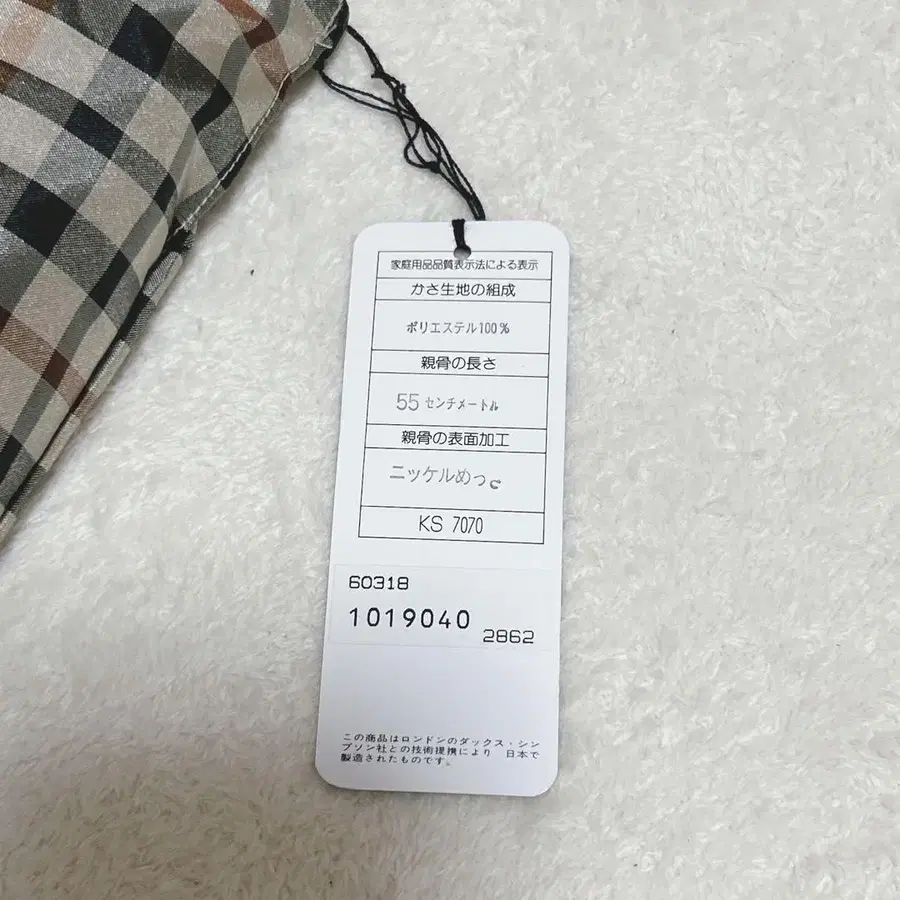 家庭用品品質表示法による表示
かさ生地の組成
ポリエステル100%
親骨の長さ
55 センチメートル
親骨の表面加工
ニッケルめっ
KS 7070
60318
1019040
2862
この商品はロンドンのダックス・シン
プソン社との技術提携により 日本で
製造されたものです。